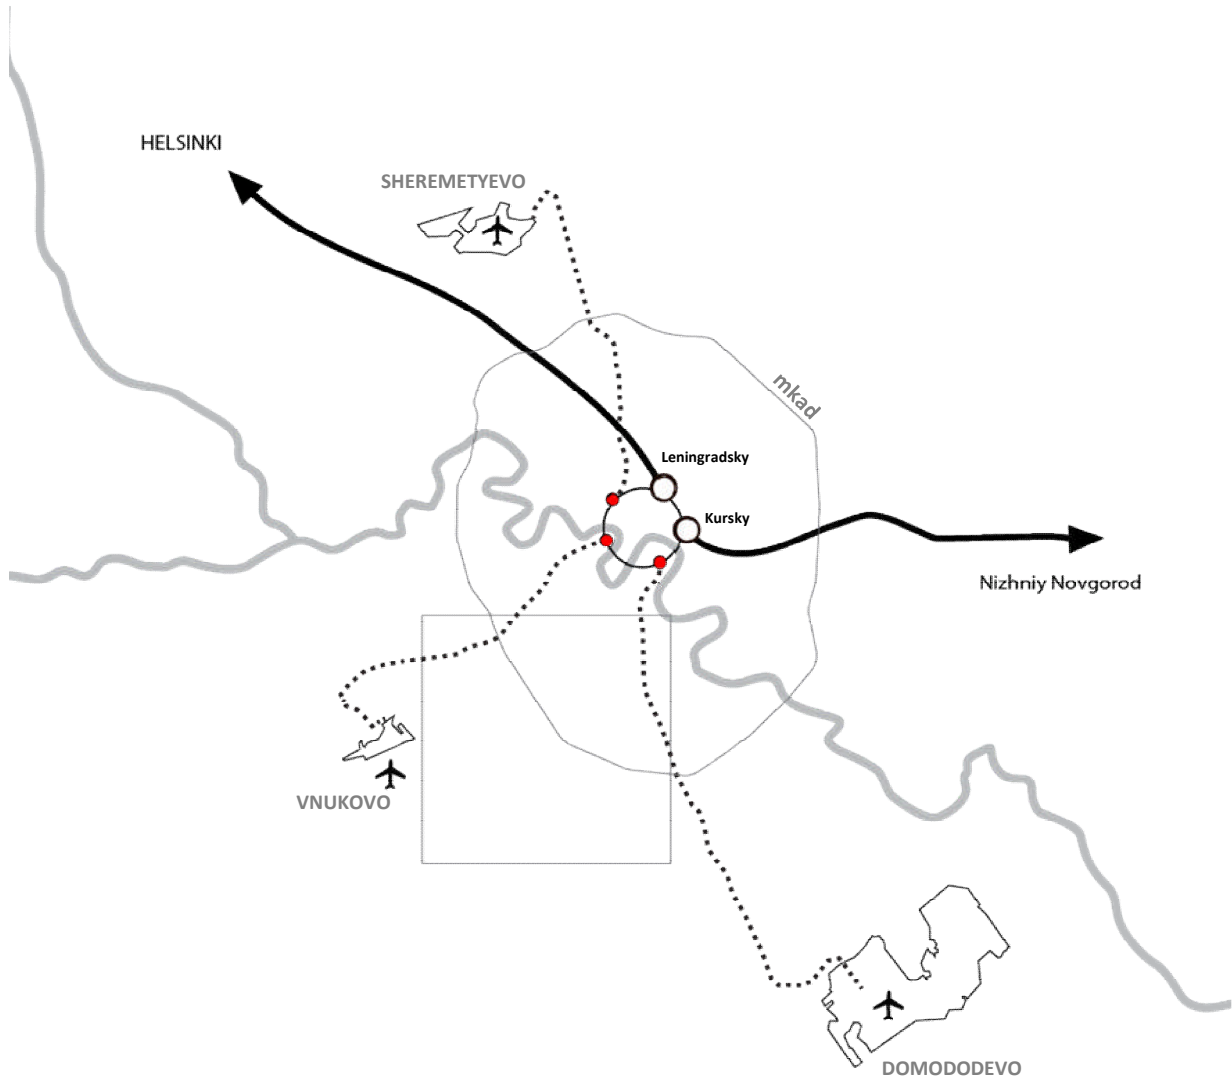 HELSINKI
SHEREMETYEVO
mkad
Leningradsky
Kursky
Nizhniy Novgorod
VNUKOVO
DOMODODEVO